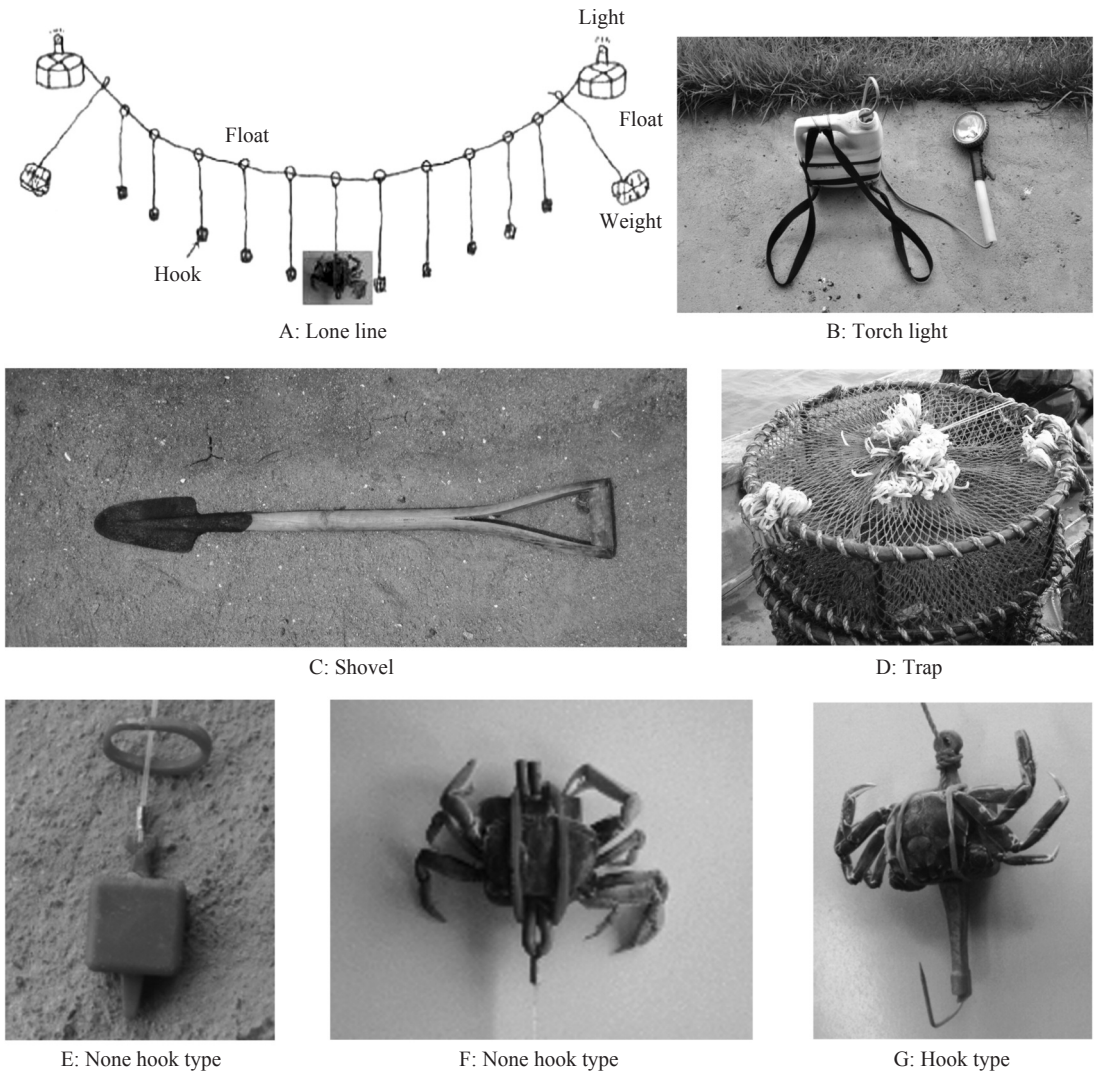 Light
Float
Float
Weight
Hook
A: Lone line
B: Torch light
C: Shovel
D: Trap
E: None hook type
F: None hook type
G: Hook type